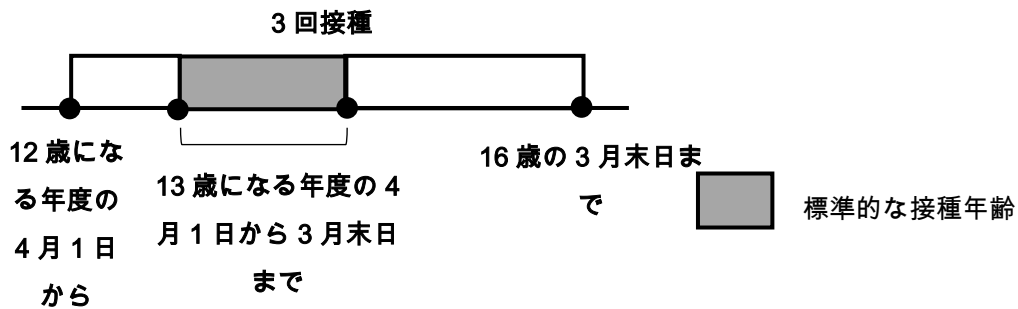 3 回接種
12 歳にな
る年度の
4 月 1 日
から
13 歳になる年度の 4
月 1 日から 3 月末日
まで
16 歳の 3 月末日ま
で
標準的な接種年齢